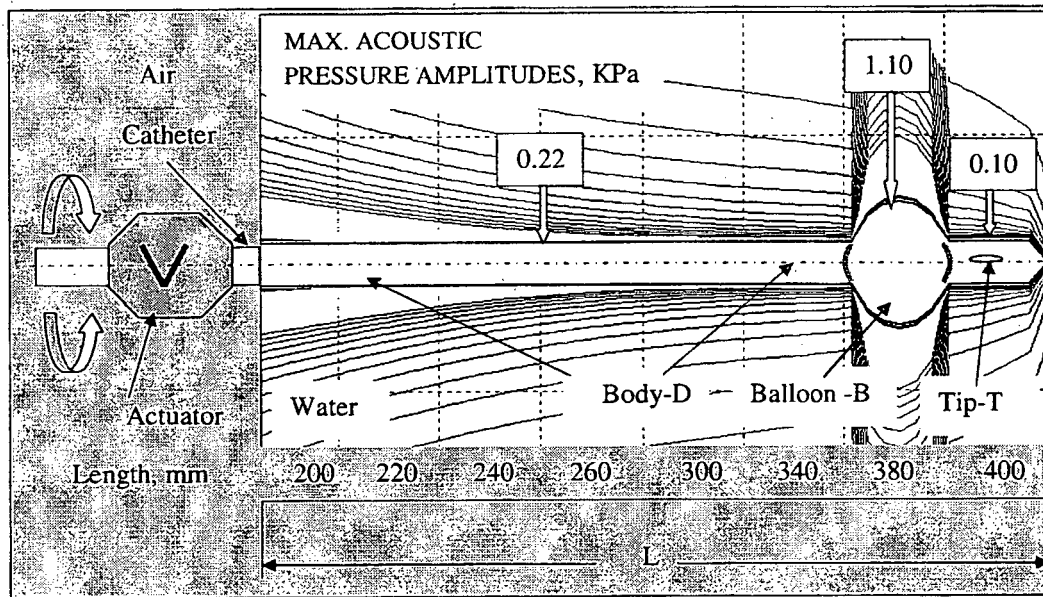 MAX. ACOUSTIC
PRESSURE AMPLITUDES, KPa
Air
Catheter
1.10
0.22
0.10
V
Actuator
Water
Body-D
Balloon -B
Tip-T
Length, mm
200 220 240 260 300 340 380 400
L